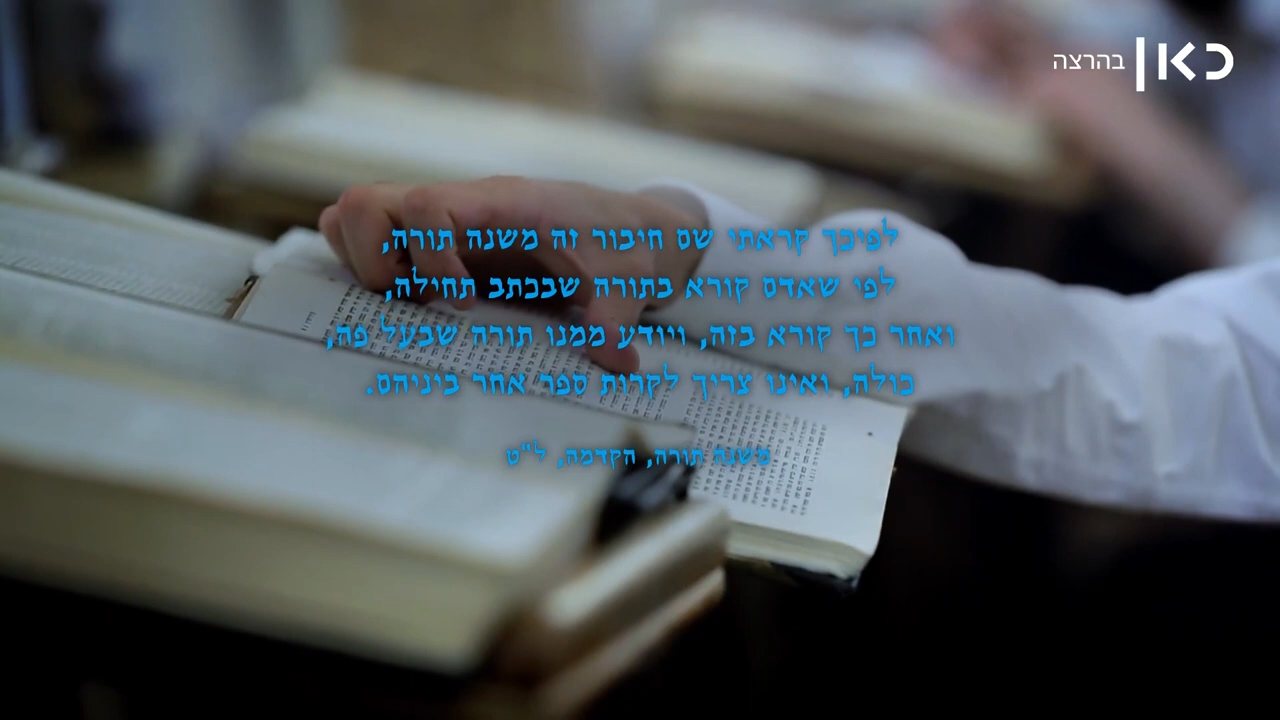 כאן בהרצה
לפיכך קראתי שם חיבור זה משנה תורה,
לפי שאדם קורא בתורה שבכתב תחילה,
ואחר כך קורא בזה, ויודע ממנו תורה שבעל פה,
כולה, ואינו צריך לקרות ספר אחר ביניהם.
משנה תורה, הקדמה, ל"ט